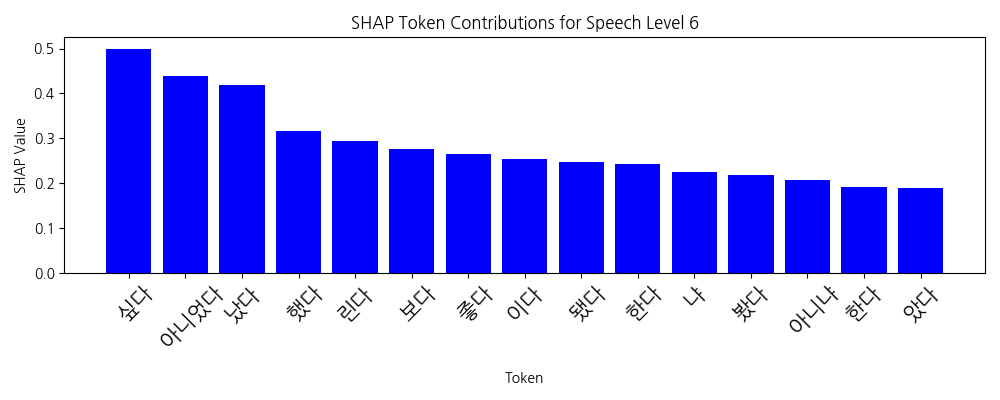 SHAP Token Contributions for Speech Level 6
SHAP Value
0.5
0.4
0.3
0.2
0.1
0.0
싶다
아니었다
났다
했다
린다
보다
좋다
이다
됐다
한다
냐
봤다
아니냐
한다
았다
Token